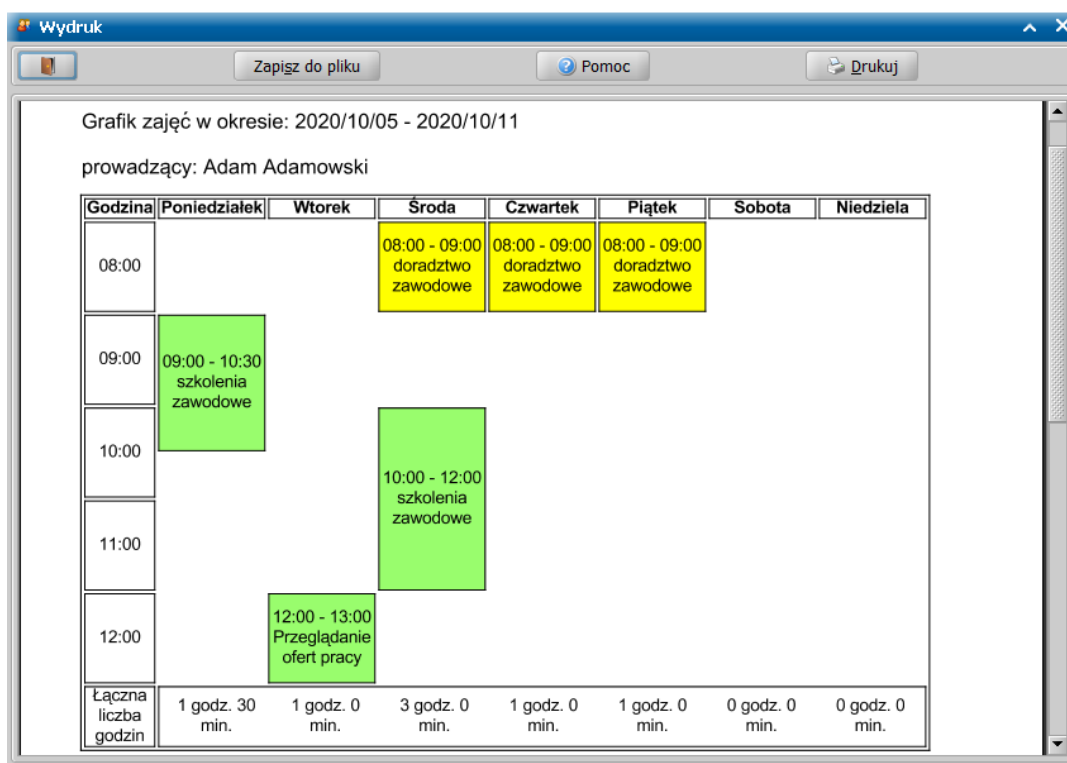 Wydruk
Zapisz do pliku
Pomoc
Drukuj
Grafik zajęć w okresie: 2020/10/05 - 2020/10/11
prowadzący: Adam Adamowski
Godzina Poniedziałek Wtorek Środa Czwartek Piątek Sobota Niedziela
08:00
08:00 - 09:00
doradztwo
zawodowe
08:00 - 09:00
doradztwo
zawodowe
08:00 - 09:00
doradztwo
zawodowe
09:00
09:00 - 10:30
szkolenia
zawodowe
10:00
10:00 - 12:00
szkolenia
zawodowe
11:00
12:00
12:00 - 13:00
Przeglądanie
ofert pracy
Łączna
liczba
godzin
1 godz. 30
min.
1 godz. 0
min.
3 godz. 0
min.
1 godz. 0
min.
1 godz. 0
min.
0 godz. 0
min.
0 godz. 0
min.